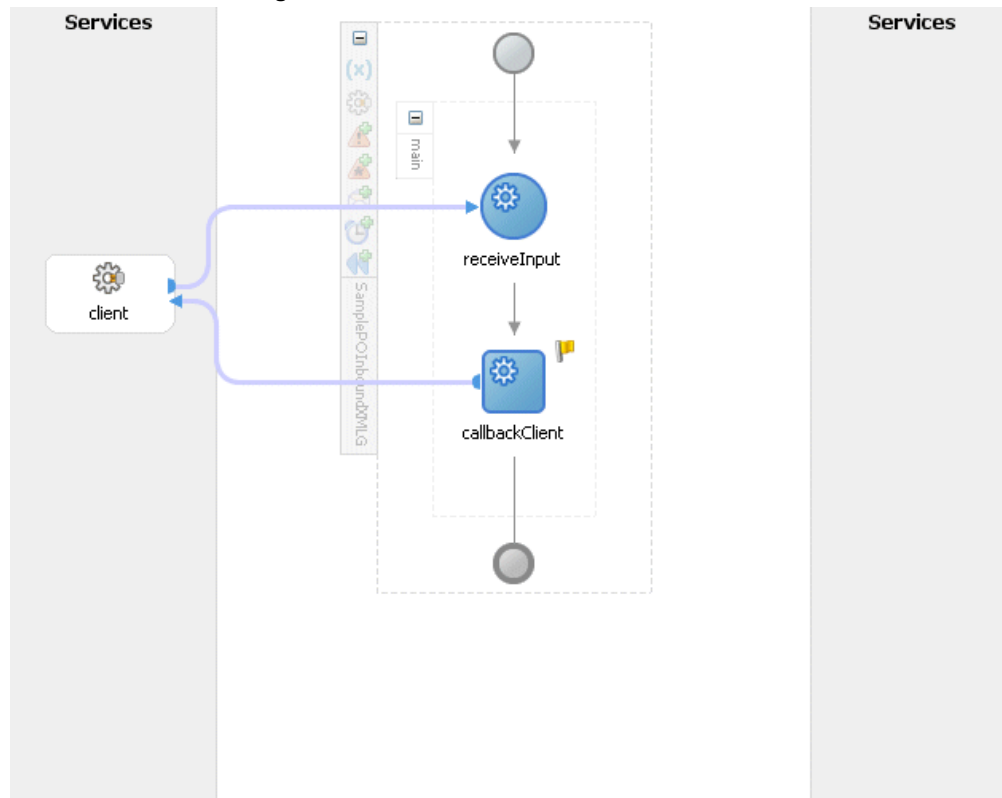 Services
Services
(x)
main
receiveInput
client
SamplePOInboundXMLG
callbackClient